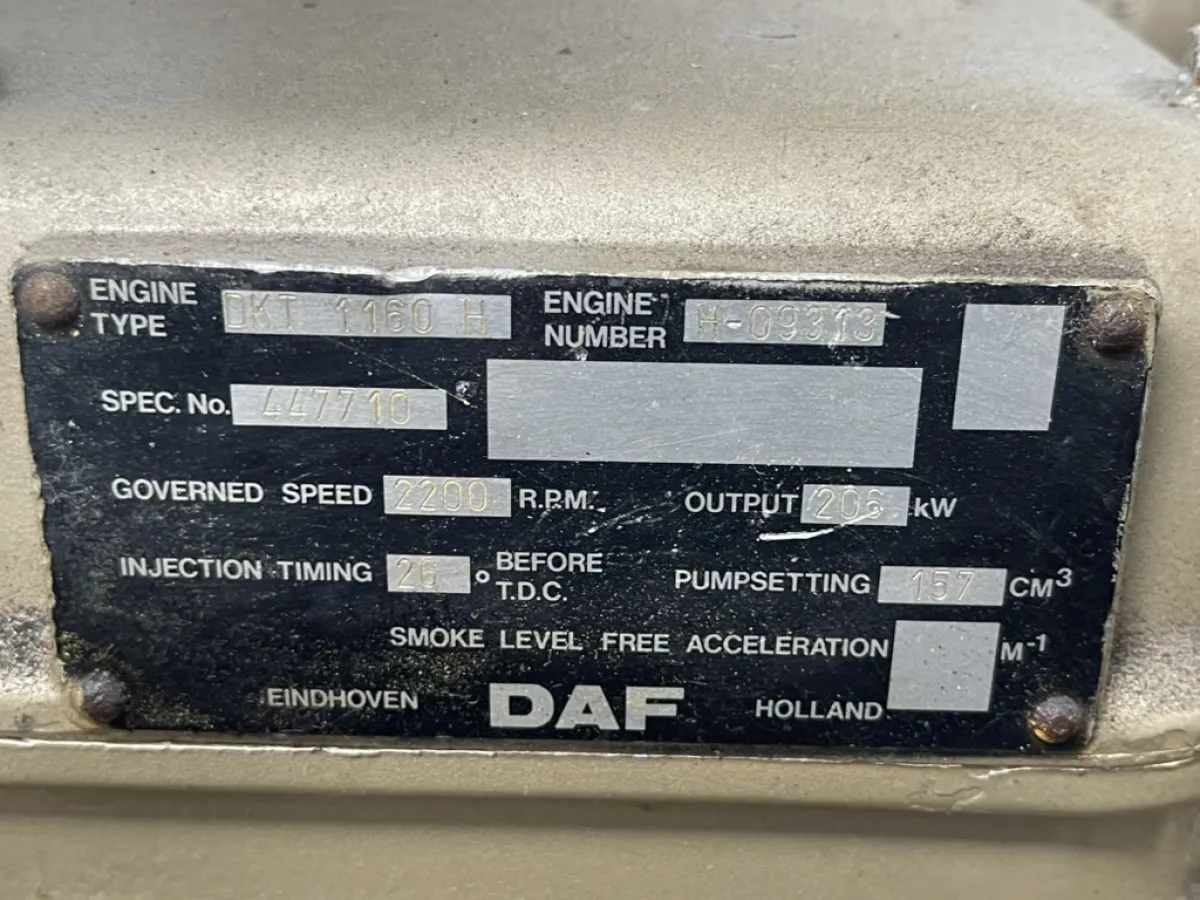 ENGINE TYPE DKT 1160 H ENGINE NUMBER H-09313
SPEC. No. 447710
GOVERNED SPEED 2200 R.P.M. OUTPUT 206 kW
INJECTION TIMING 26 ° BEFORE T.D.C. PUMPSETTING 157 CM³
SMOKE LEVEL FREE ACCELERATION M⁻¹
EINDHOVEN DAF HOLLAND